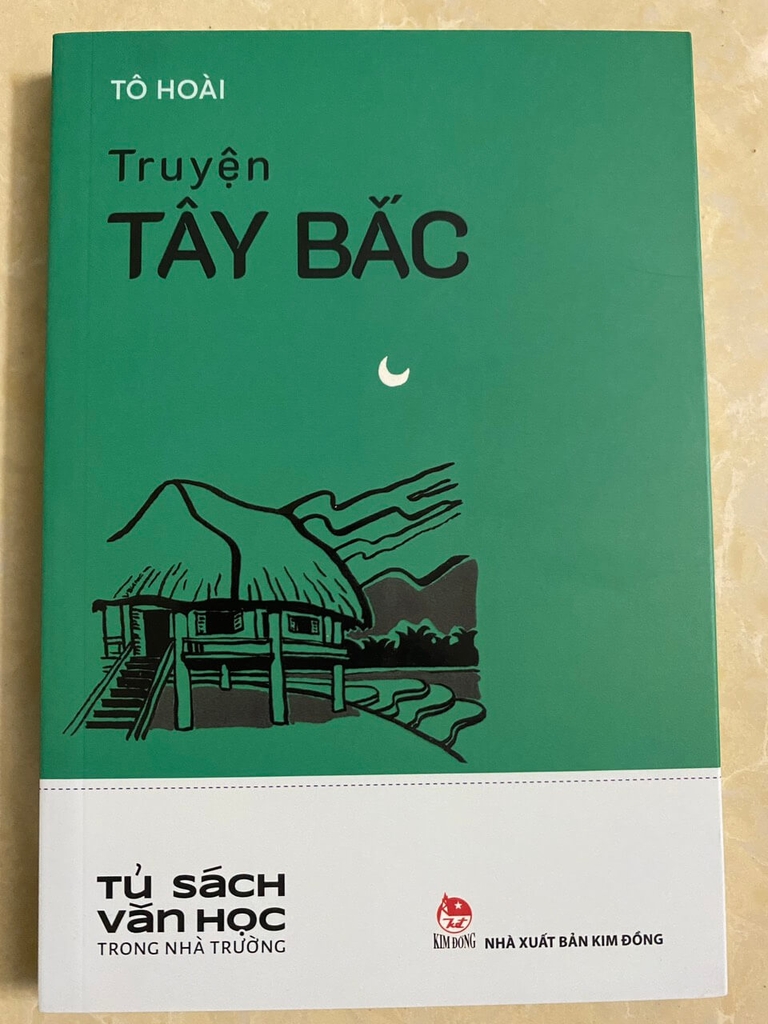 TÔ HOÀI
Truyện
TÂY BẮC
TỦ SÁCH
VĂN HỌC
TRONG NHÀ TRƯỜNG
KIM ĐỒNG
NHÀ XUẤT BẢN KIM ĐỒNG